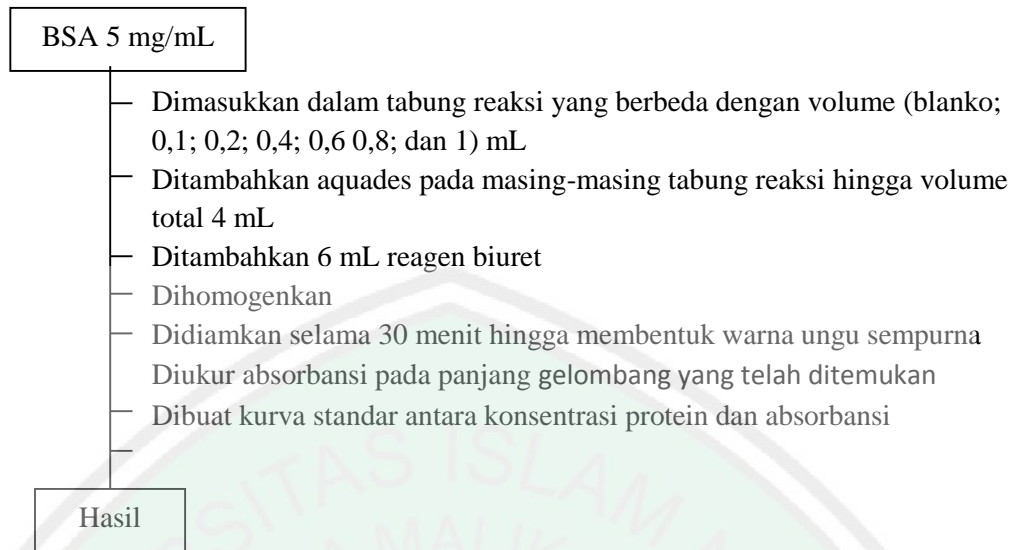 BSA 5 mg/mL
Dimasukkan dalam tabung reaksi yang berbeda dengan volume (blanko;
0,1; 0,2; 0,4; 0,6 0,8; dan 1) mL
Ditambahkan aquades pada masing-masing tabung reaksi hingga volume
total 4 mL
Ditambahkan 6 mL reagen biuret
Dihomogenkan
Didiamkan selama 30 menit hingga membentuk warna ungu sempurna
Diukur absorbansi pada panjang gelombang yang telah ditemukan
Dibuat kurva standar antara konsentrasi protein dan absorbansi
Hasil